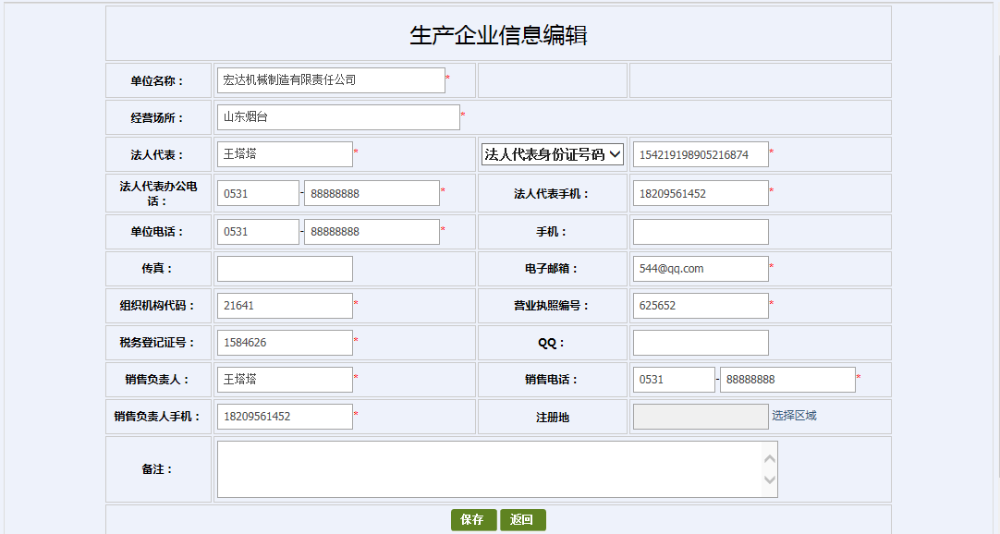 生产企业信息编辑
单位名称： 宏达机械制造有限责任公司 *
经营场所： 山东烟台 *
法人代表： 王塔塔 * 法人代表身份证号码 154219198905216874 *
法人代表办公电
话： 0531 - 88888888 * 法人代表手机： 18209561452 *
单位电话： 0531 - 88888888 * 手机：
传真： 电子邮箱： 544@qq.com *
组织机构代码： 21641 * 营业执照编号： 625652 *
税务登记证号： 1584626 * QQ：
销售负责人： 王塔塔 * 销售电话： 0531 - 88888888 *
销售负责人手机： 18209561452 * 注册地 选择区域
备注：
保存 返回